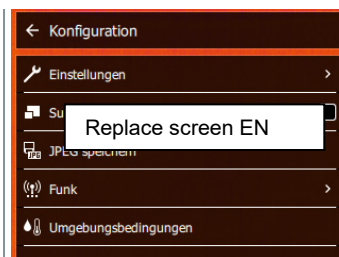 Konfiguration
Einstellungen
Su
Replace screen EN
JPEG speichern
Funk
Umgebungsbedingungen